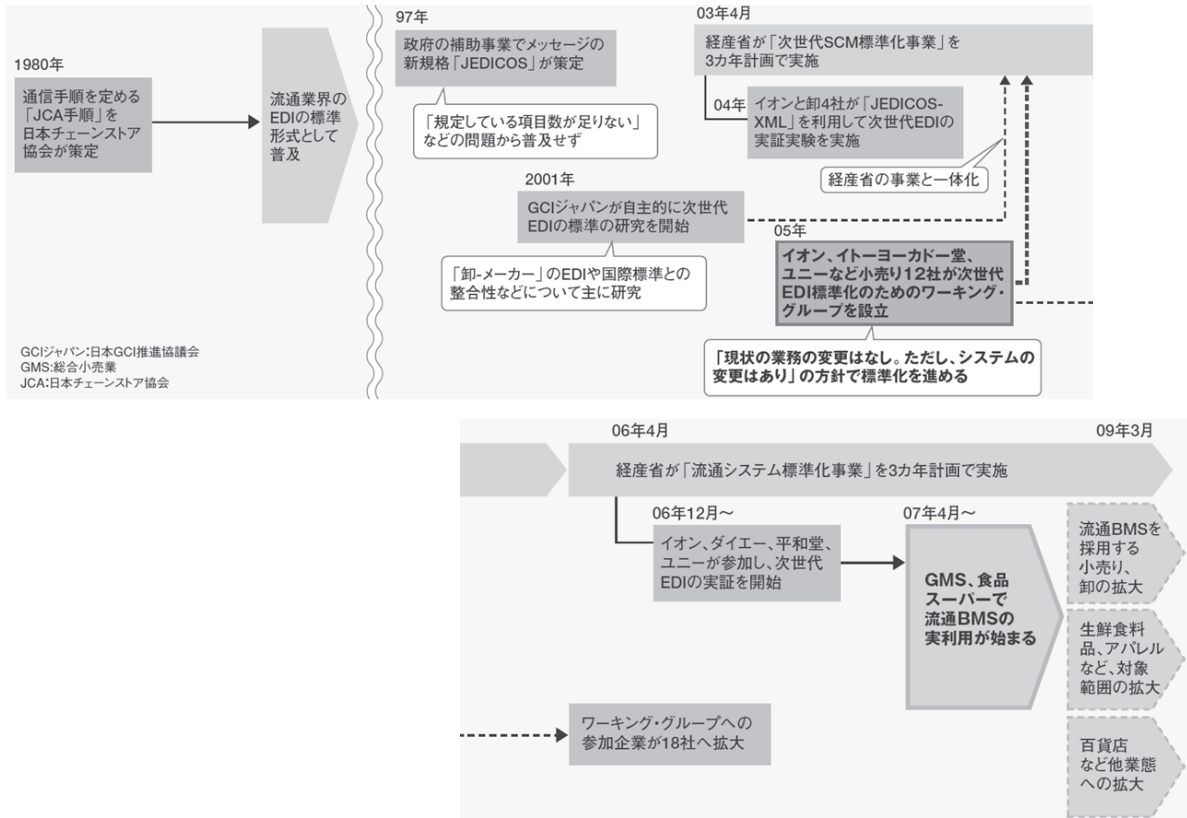 1980年
通信手順を定める
「JCA手順」を
日本チェーンストア
協会が策定
流通業界の
EDIの標準
形式として
普及
97年
政府の補助事業でメッセージの
新規格「JEDICOS」が策定
「規定している項目数が足りない」
などの問題から普及せず
03年4月
経産省が「次世代SCM標準化事業」を
3カ年計画で実施
04年
イオンと卸4社が「JEDICOS-
XML」を利用して次世代EDIの
実証実験を実施
経産省の事業と一体化
2001年
GCIジャパンが自主的に次世代
EDIの標準の研究を開始
「卸-メーカー」のEDIや国際標準との
整合性などについて主に研究
05年
イオン、イトーヨーカドー堂、
ユニーなど小売り12社が次世代
EDI標準化のためのワーキング・
グループを設立
「現状の業務の変更はなし。ただし、システムの
変更はあり」の方針で標準化を進める
GCIジャパン:日本GCI推進協議会
GMS:総合小売業
JCA:日本チェーンストア協会
06年4月
09年3月
経産省が「流通システム標準化事業」を3カ年計画で実施
06年12月〜
イオン、ダイエー、平和堂、
ユニーが参加し、次世代
EDIの実証を開始
07年4月〜
GMS、食品
スーパーで
流通BMSの
実利用が始まる
流通BMSを
採用する
小売り、
卸の拡大
生鮮食料
品、アパレル
など、対象
範囲の拡大
百貨店
など他業態
への拡大
ワーキング・グループへの
参加企業が18社へ拡大